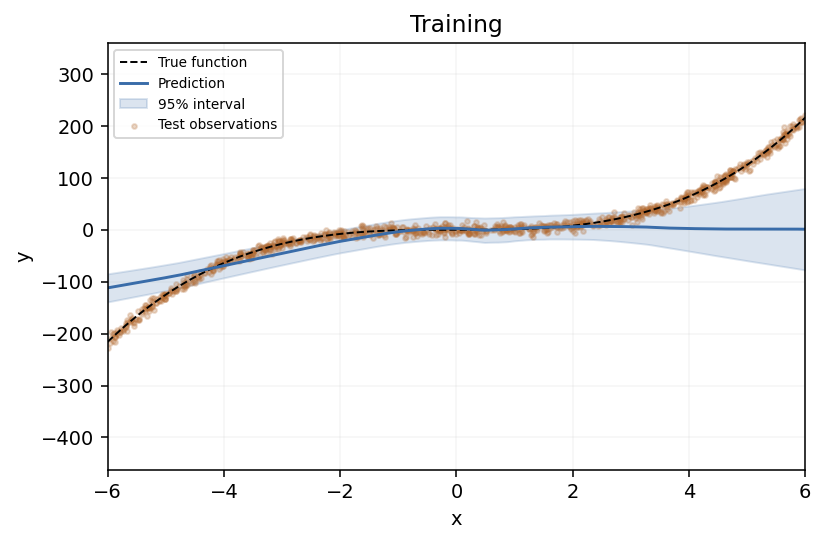 Training
True function
Prediction
95% interval
Test observations
300
200
100
0
−100
−200
−300
−400
y
−6 −4 −2 0 2 4 6
x